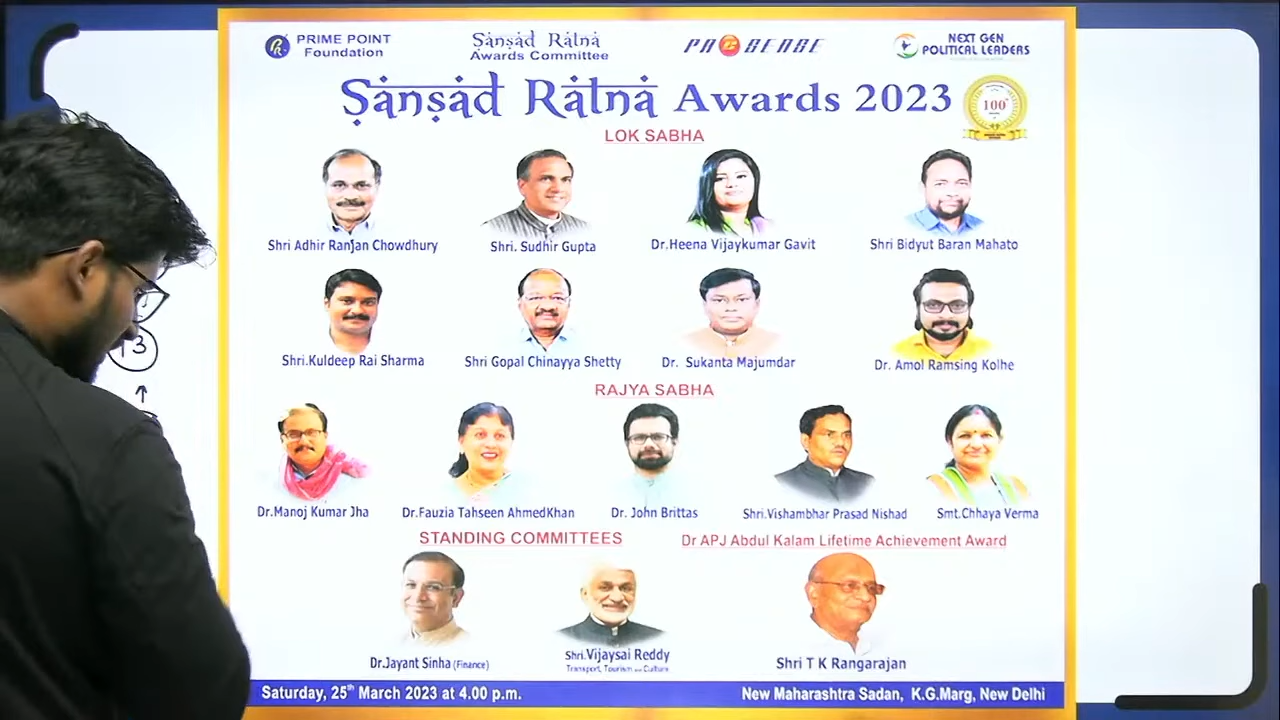 PRIME POINT
Foundation
Sansad Ratna
Awards Committee
PRESENSE
NEXT GEN
POLITICAL LEADERS
Sansad Ratna Awards 2023
100
LOK SABHA
Shri Adhir Ranjan Chowdhury
Shri. Sudhir Gupta
Dr.Heena Vijaykumar Gavit
Shri Bidyut Baran Mahato
Shri.Kuldeep Rai Sharma
Shri Gopal Chinayya Shetty
Dr. Sukanta Majumdar
Dr. Amol Ramsing Kolhe
13
RAJYA SABHA
Dr.Manoj Kumar Jha
Dr.Fauzia Tahseen AhmedKhan
Dr. John Brittas
Shri.Vishambhar Prasad Nishad
Smt.Chhaya Verma
STANDING COMMITTEES
Dr APJ Abdul Kalam Lifetime Achievement Award
Dr.Jayant Sinha (Finance)
Shri.Vijaysai Reddy
Transport, Tourism and Culture
Shri T K Rangarajan
Saturday, 25th March 2023 at 4.00 p.m.
New Maharashtra Sadan, K.G.Marg, New Delhi